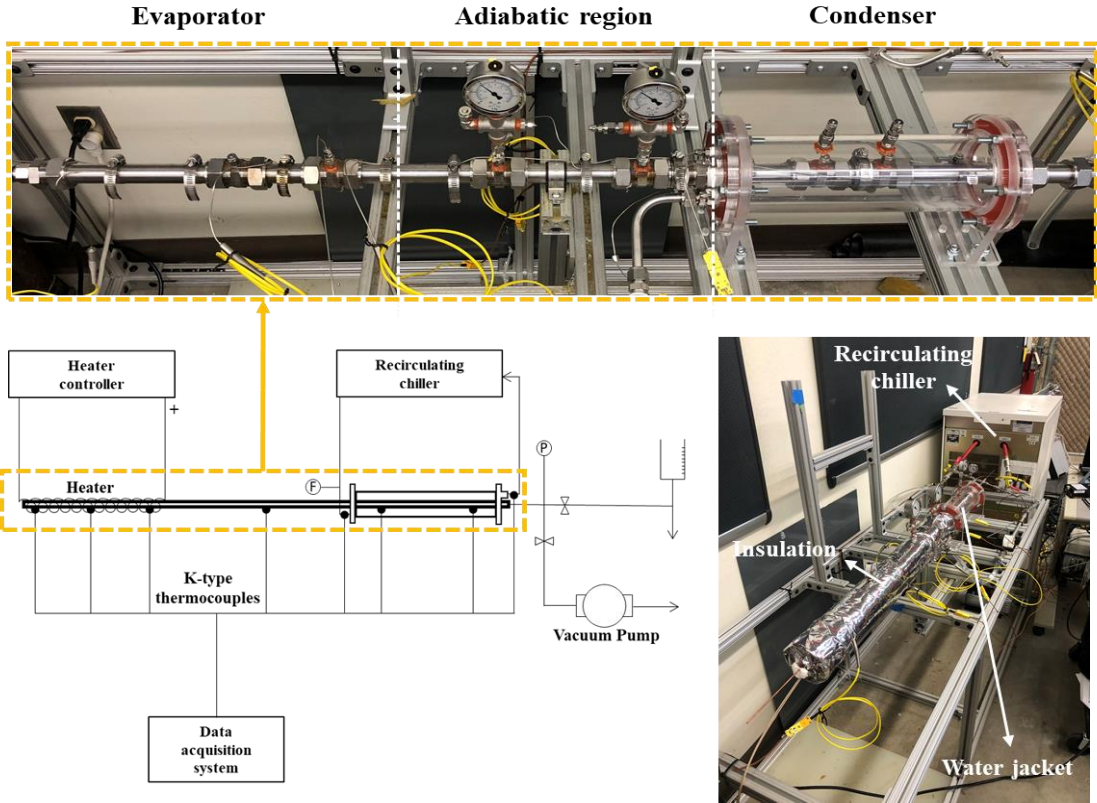 Evaporator
Adiabatic region
Condenser
Heater
controller
+
Recirculating
chiller
Heater
F
P
K-type
thermocouples
Vacuum Pump
Data
acquisition
system
Recirculating
chiller
Insulation
Water jacket